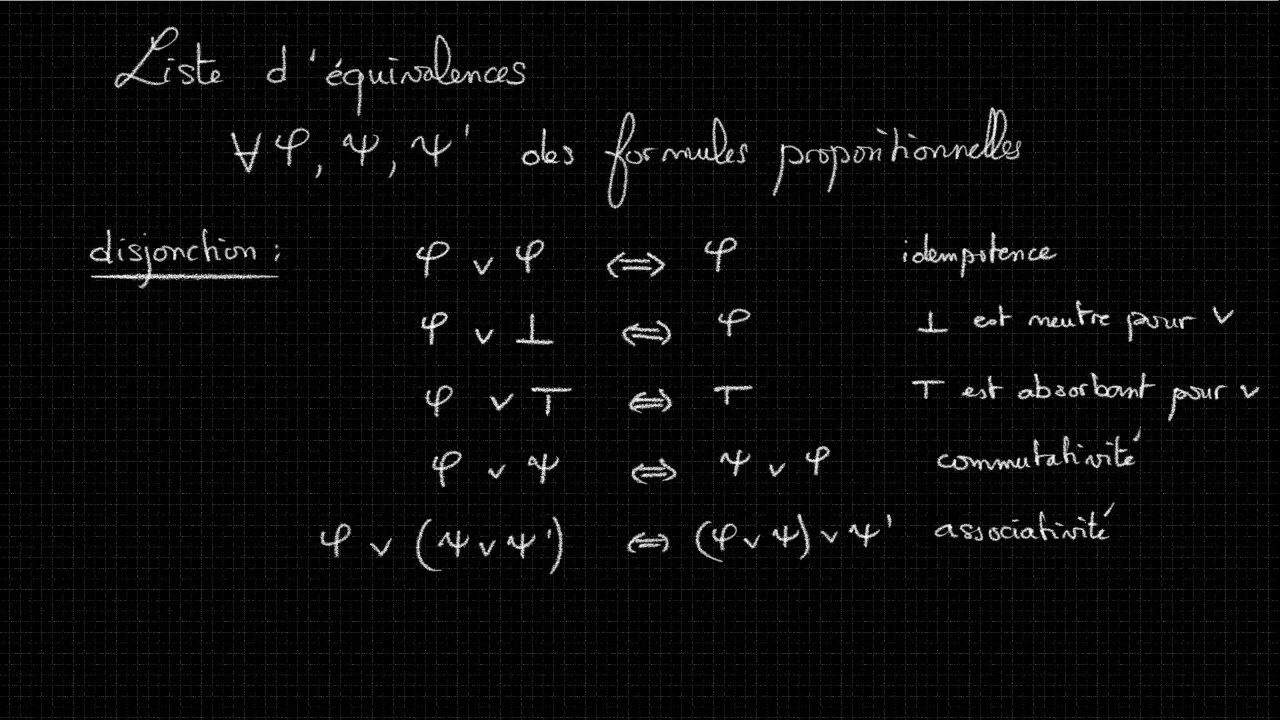 Liste d'équivalences
∀φ, ψ, ψ' des formules propositionnelles
disjonction : φ ∨ φ ⇔ φ idempotence
φ ∨ ⊥ ⇔ φ ⊥ est neutre pour ∨
φ ∨ ⊤ ⇔ ⊤ ⊤ est absorbant pour ∨
φ ∨ ψ ⇔ ψ ∨ φ commutativité
φ ∨ (ψ ∨ ψ') ⇔ (φ ∨ ψ) ∨ ψ' associativité